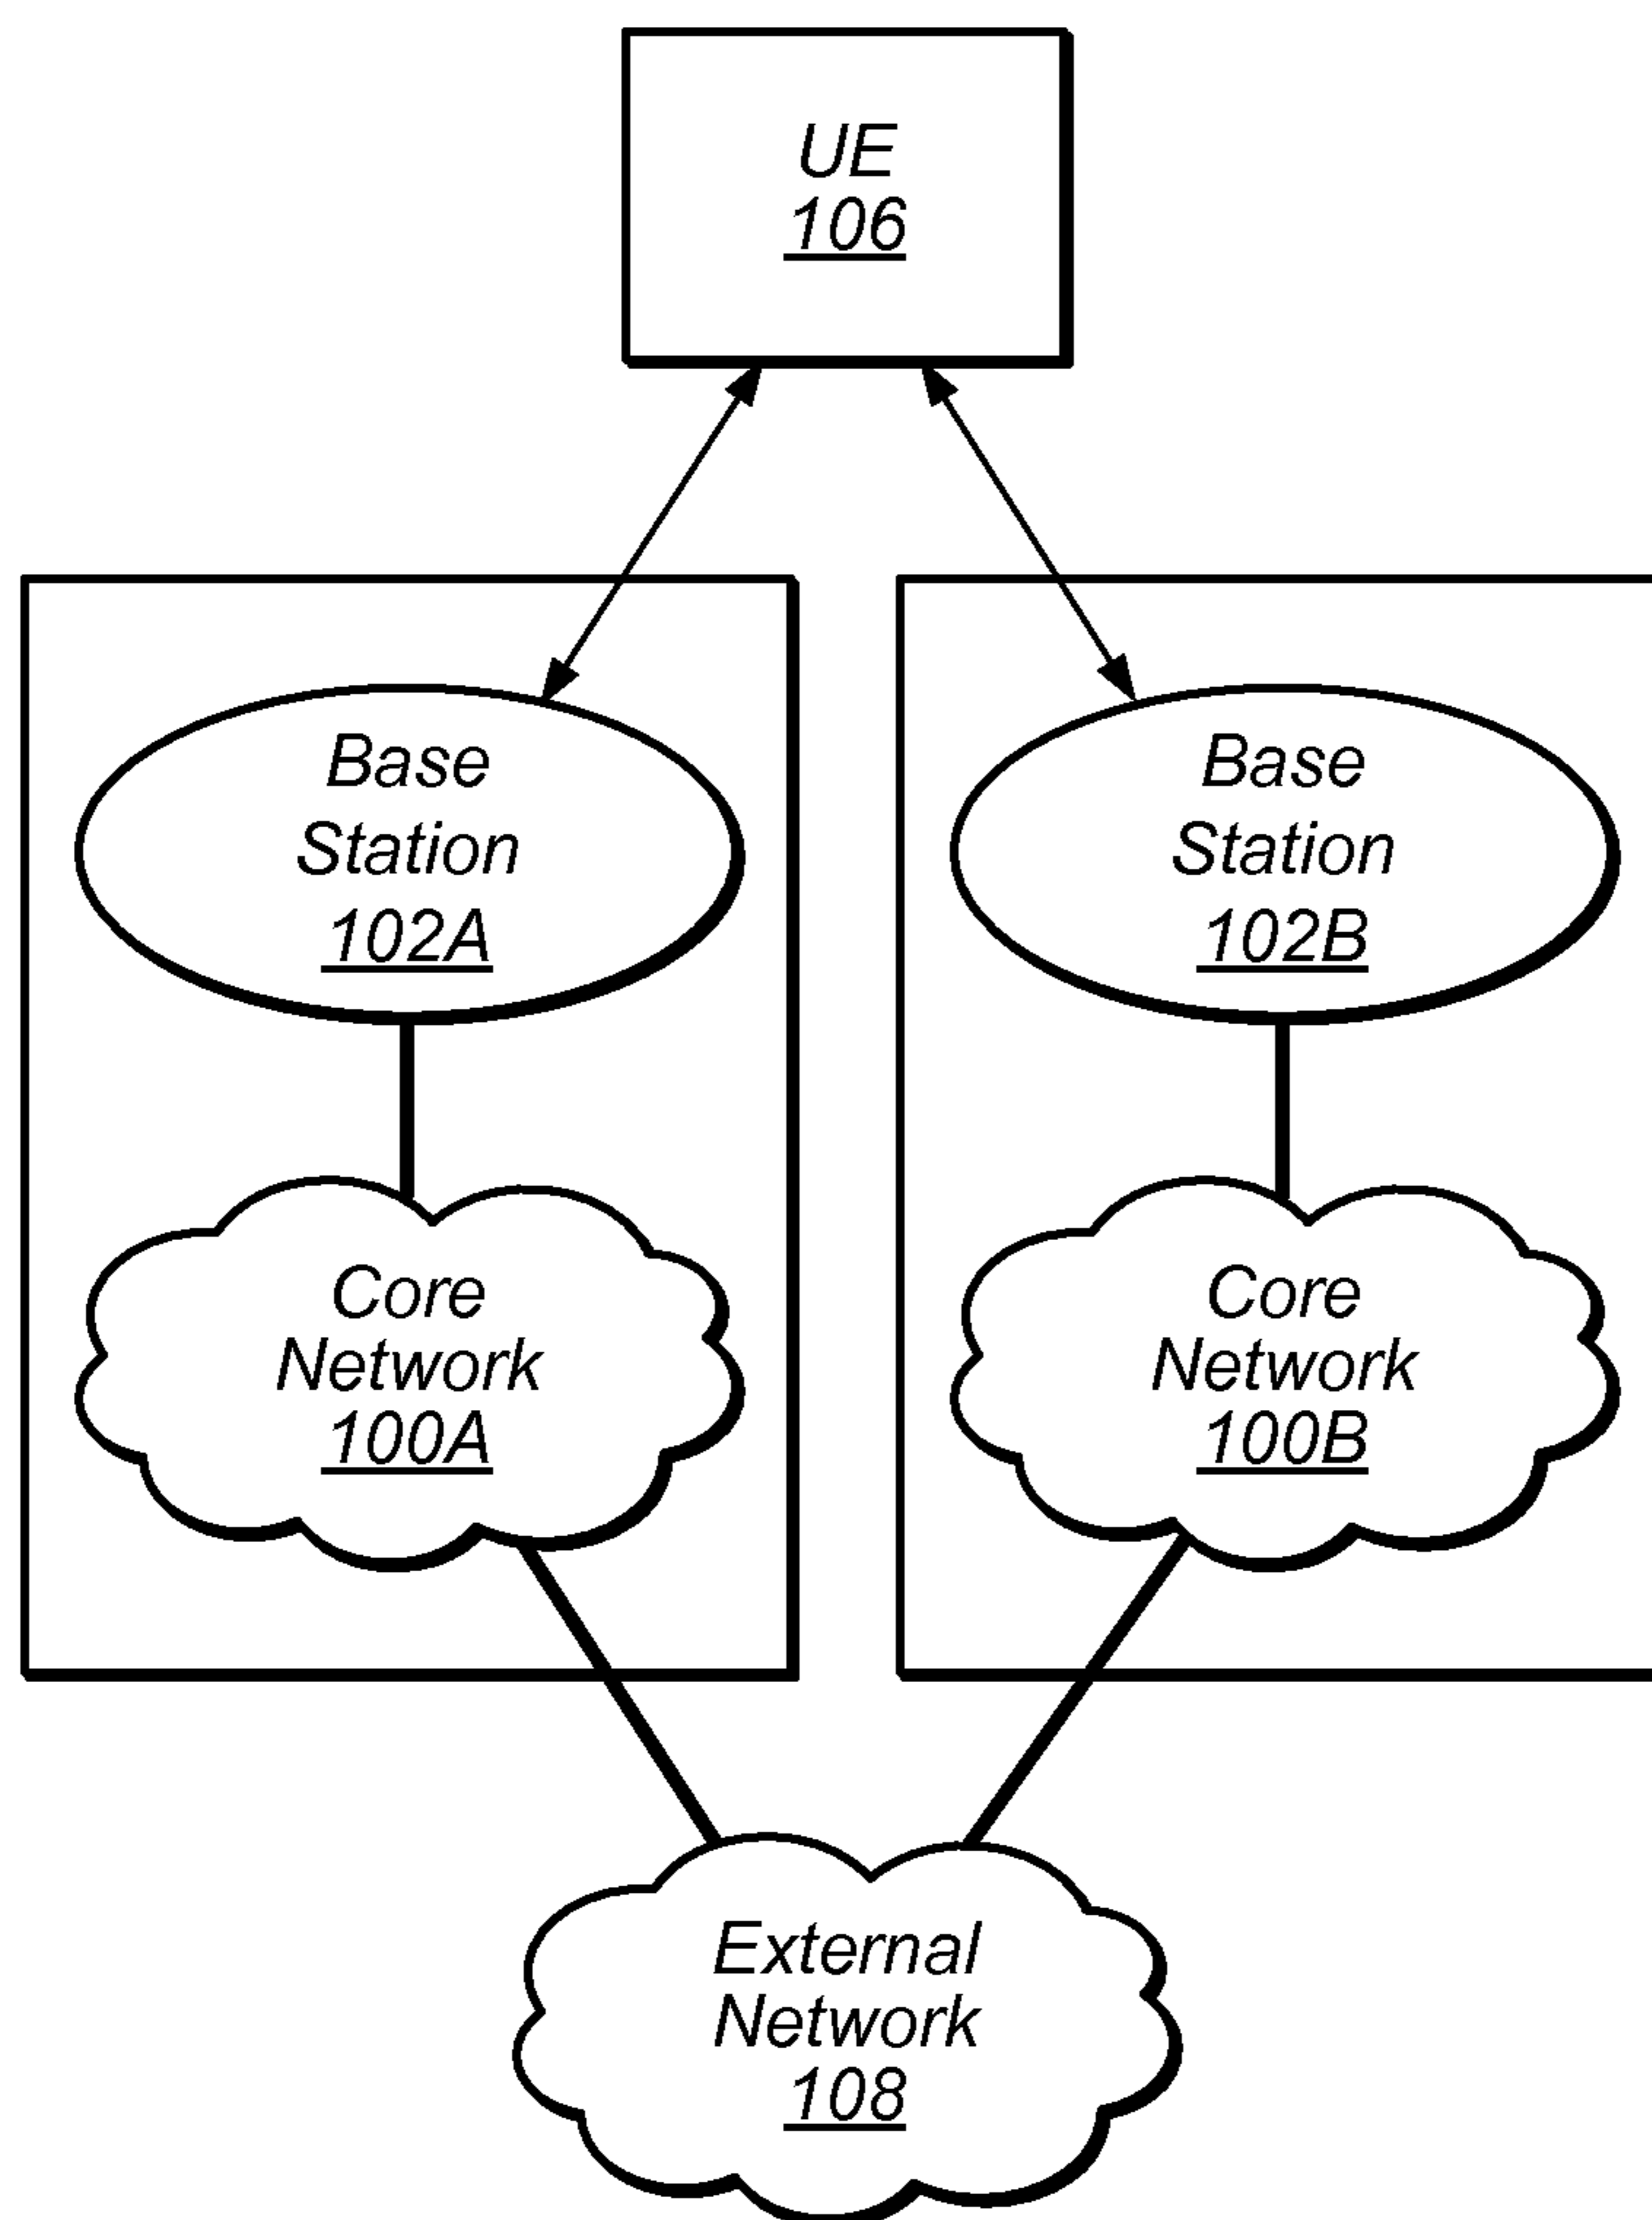 UE
106
Base
Station
102A
Base
Station
102B
Core
Network
100A
Core
Network
100B
External
Network
108